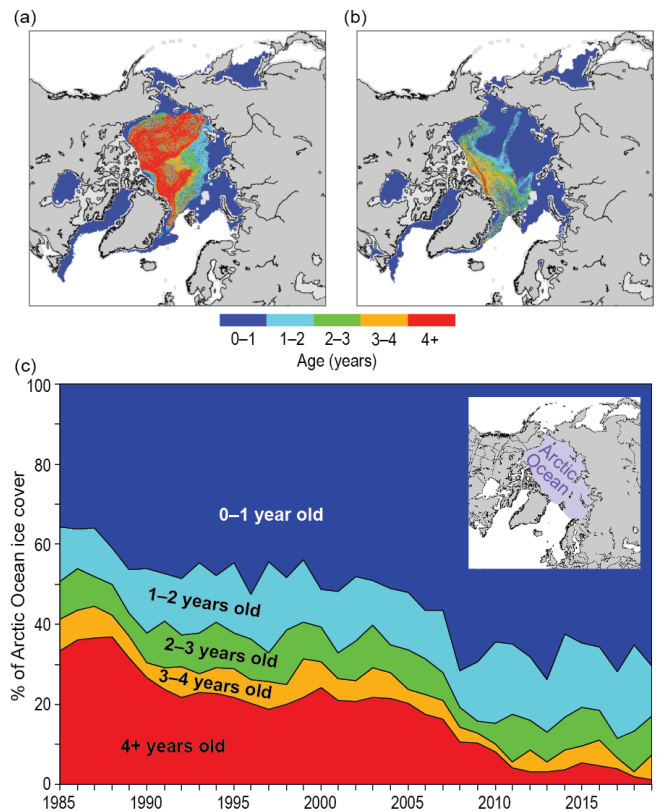 (a)
(b)
0–1
1–2
2–3
3–4
4+
Age (years)
(c)
100
80
60
40
20
0
% of Arctic Ocean ice cover
Arctic
Ocean
0–1 year old
1–2 years old
2–3 years old
3–4 years old
4+ years old
1985
1990
1995
2000
2005
2010
2015